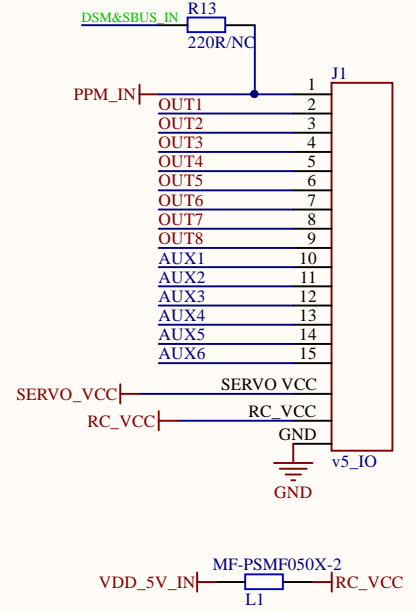 R13
DSM&SBUS_IN
220R/NC
J1
PPM_IN 1
OUT1 2
OUT2 3
OUT3 4
OUT4 5
OUT5 6
OUT6 7
OUT7 8
OUT8 9
AUX1 10
AUX2 11
AUX3 12
AUX4 13
AUX5 14
AUX6 15
SERVO_VCC SERVO VCC
RC_VCC RC_VCC
GND
v5_IO
GND
MF-PSMF050X-2
VDD_5V_IN RC_VCC
L1